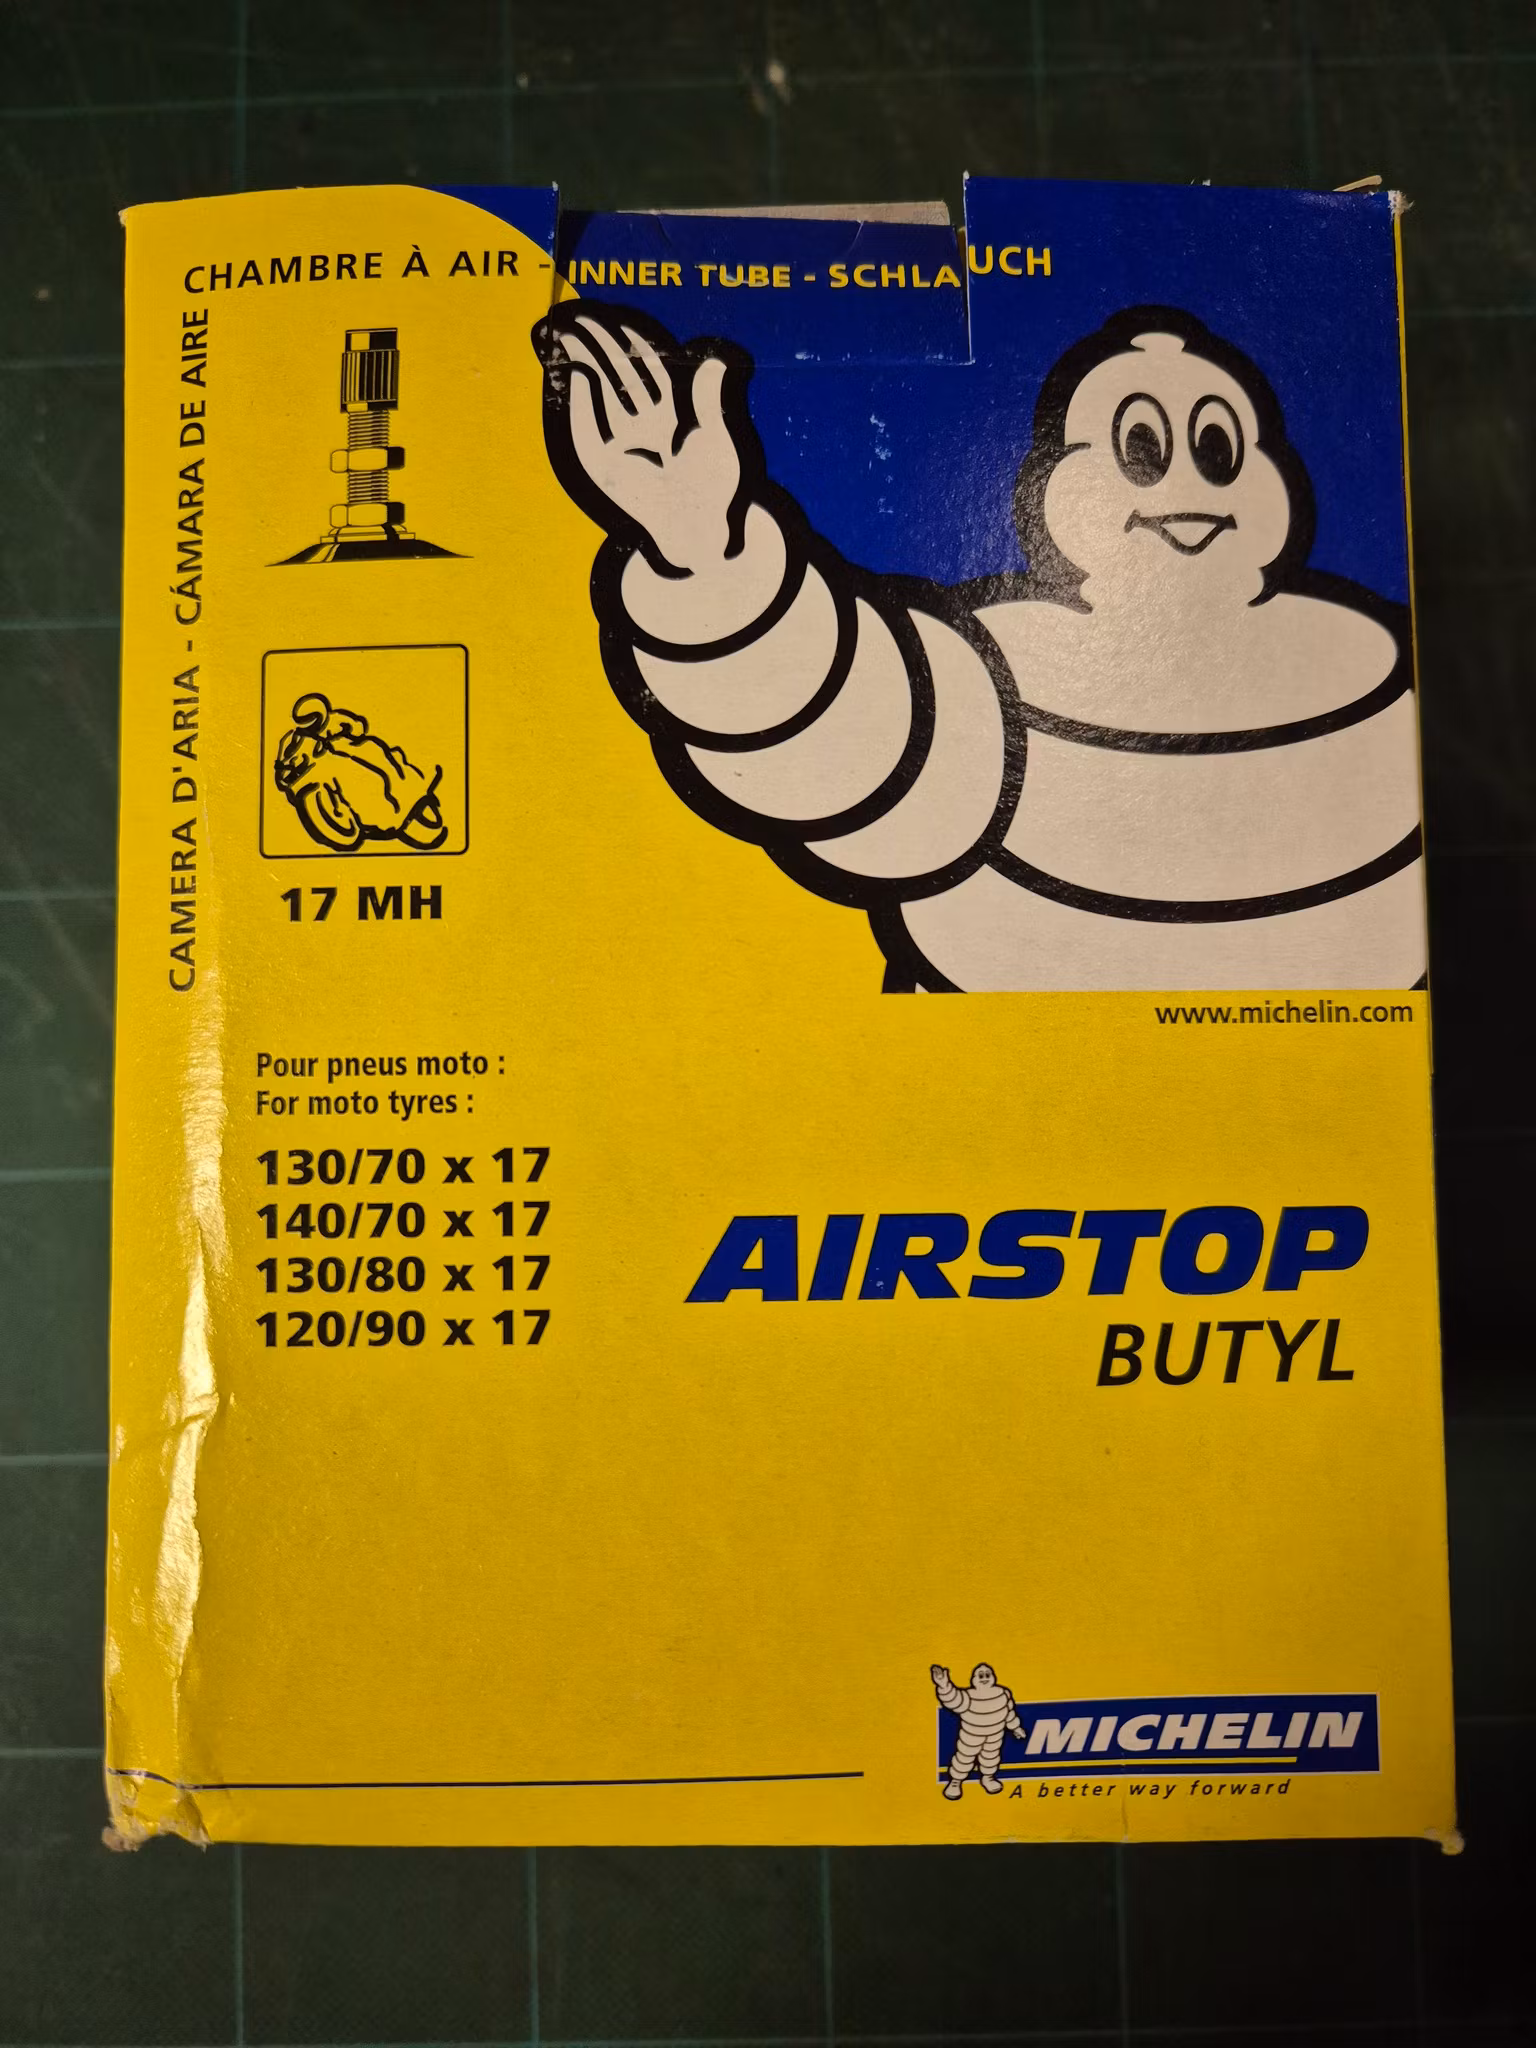 CHAMBRE À AIR - INNER TUBE - SCHLAUCH
CAMERA D'ARIA - CÁMARA DE AIRE
17 MH
www.michelin.com
Pour pneus moto :
For moto tyres :
130/70 x 17
140/70 x 17
130/80 x 17
120/90 x 17
AIRSTOP
BUTYL
MICHELIN
A better way forward